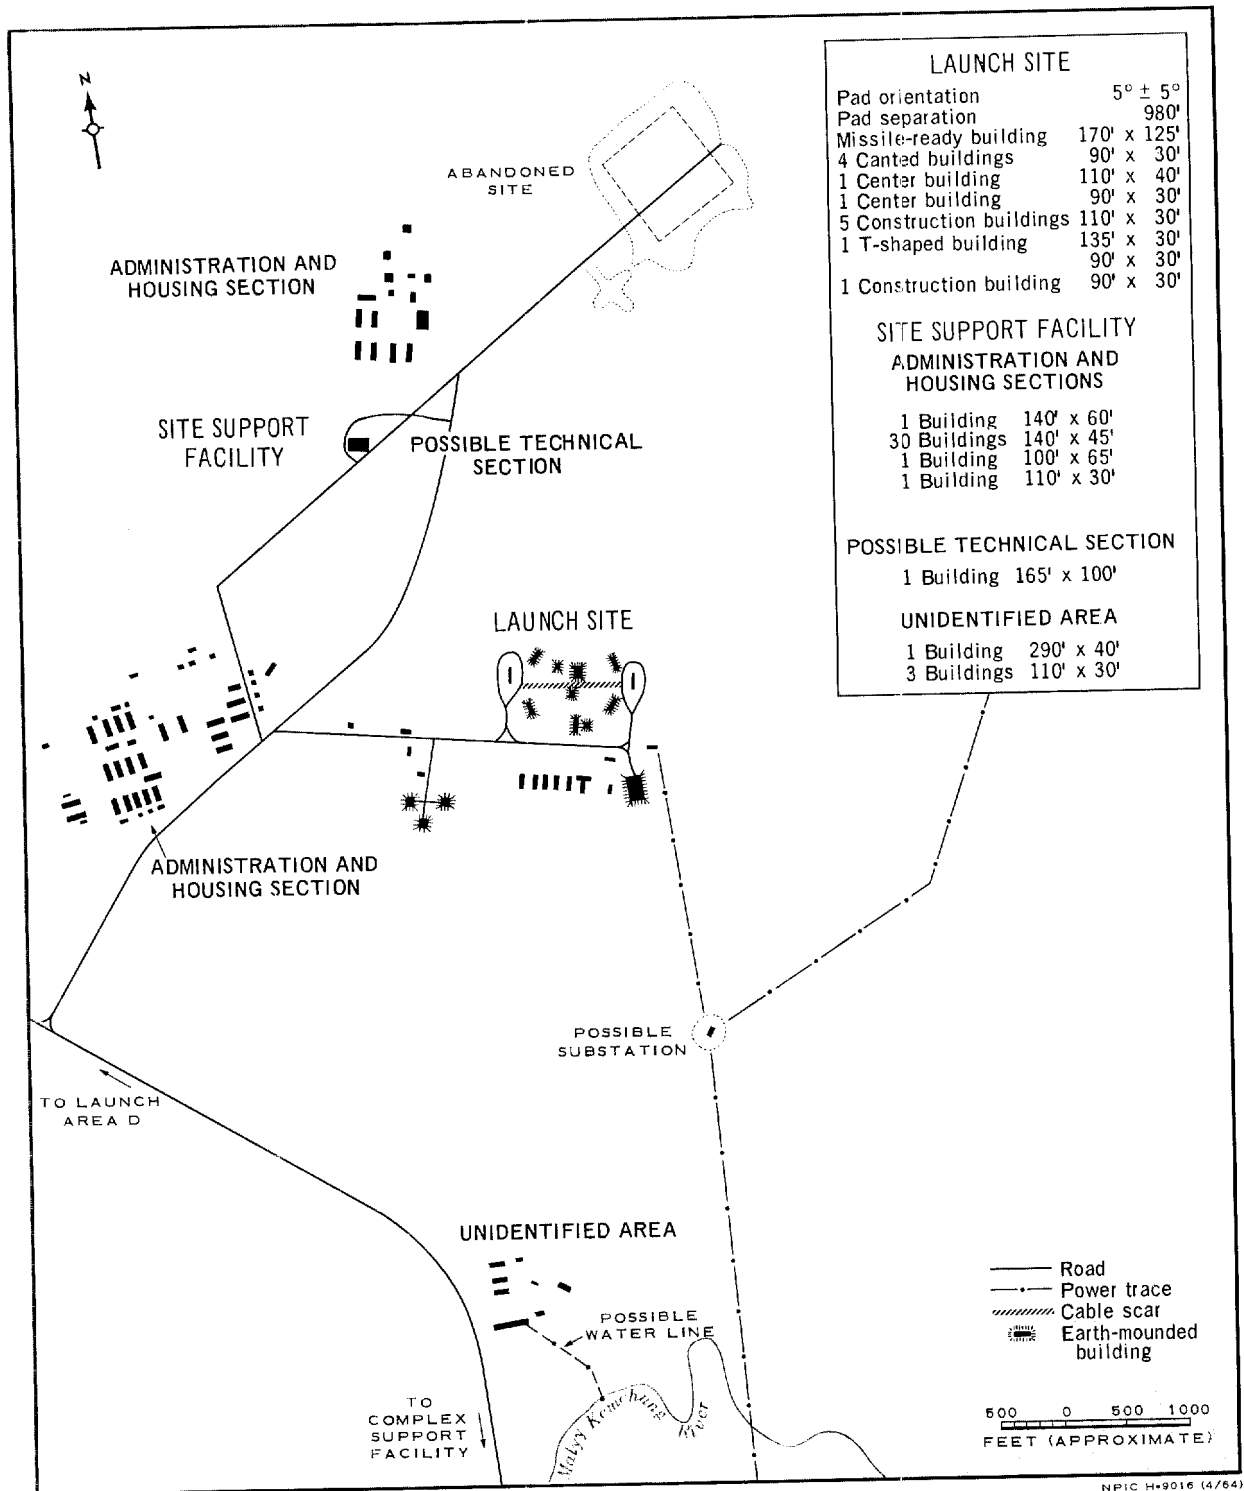 N
ABANDONED
SITE
ADMINISTRATION AND
HOUSING SECTION
SITE SUPPORT
FACILITY
POSSIBLE TECHNICAL
SECTION
LAUNCH SITE
ADMINISTRATION AND
HOUSING SECTION
POSSIBLE
SUBSTATION
TO LAUNCH
AREA D
UNIDENTIFIED AREA
POSSIBLE
WATER LINE
TO
COMPLEX
SUPPORT
FACILITY
Malyy Kemchung River
LAUNCH SITE
Pad orientation 5° ± 5°
Pad separation 980'
Missile-ready building 170' x 125'
4 Canted buildings 90' x 30'
1 Center building 110' x 40'
1 Center building 90' x 30'
5 Construction buildings 110' x 30'
1 T-shaped building 135' x 30'
90' x 30'
1 Construction building 90' x 30'
SITE SUPPORT FACILITY
ADMINISTRATION AND
HOUSING SECTIONS
1 Building 140' x 60'
30 Buildings 140' x 45'
1 Building 100' x 65'
1 Building 110' x 30'
POSSIBLE TECHNICAL SECTION
1 Building 165' x 100'
UNIDENTIFIED AREA
1 Building 290' x 40'
3 Buildings 110' x 30'
Road
Power trace
Cable scar
Earth-mounded
building
500 0 500 1000
FEET (APPROXIMATE)
NPIC H-9016 (4/64)